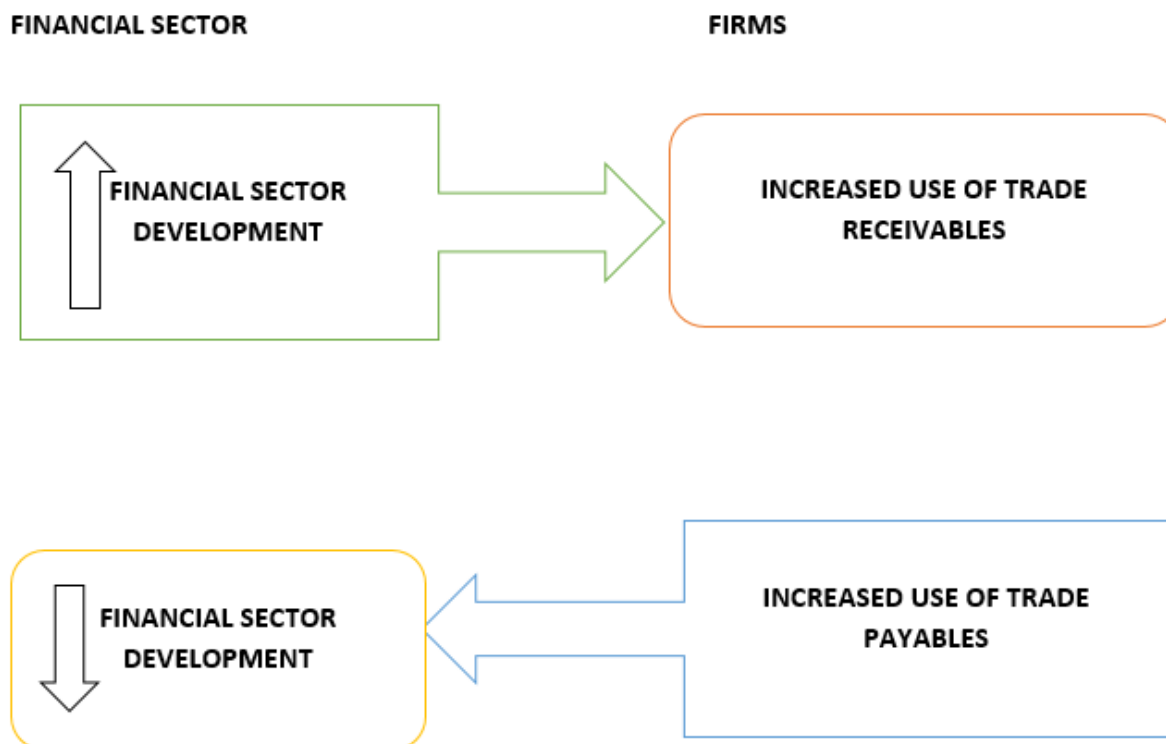 FINANCIAL SECTOR
FIRMS
FINANCIAL SECTOR
DEVELOPMENT
INCREASED USE OF TRADE
RECEIVABLES
FINANCIAL SECTOR
DEVELOPMENT
INCREASED USE OF TRADE
PAYABLES